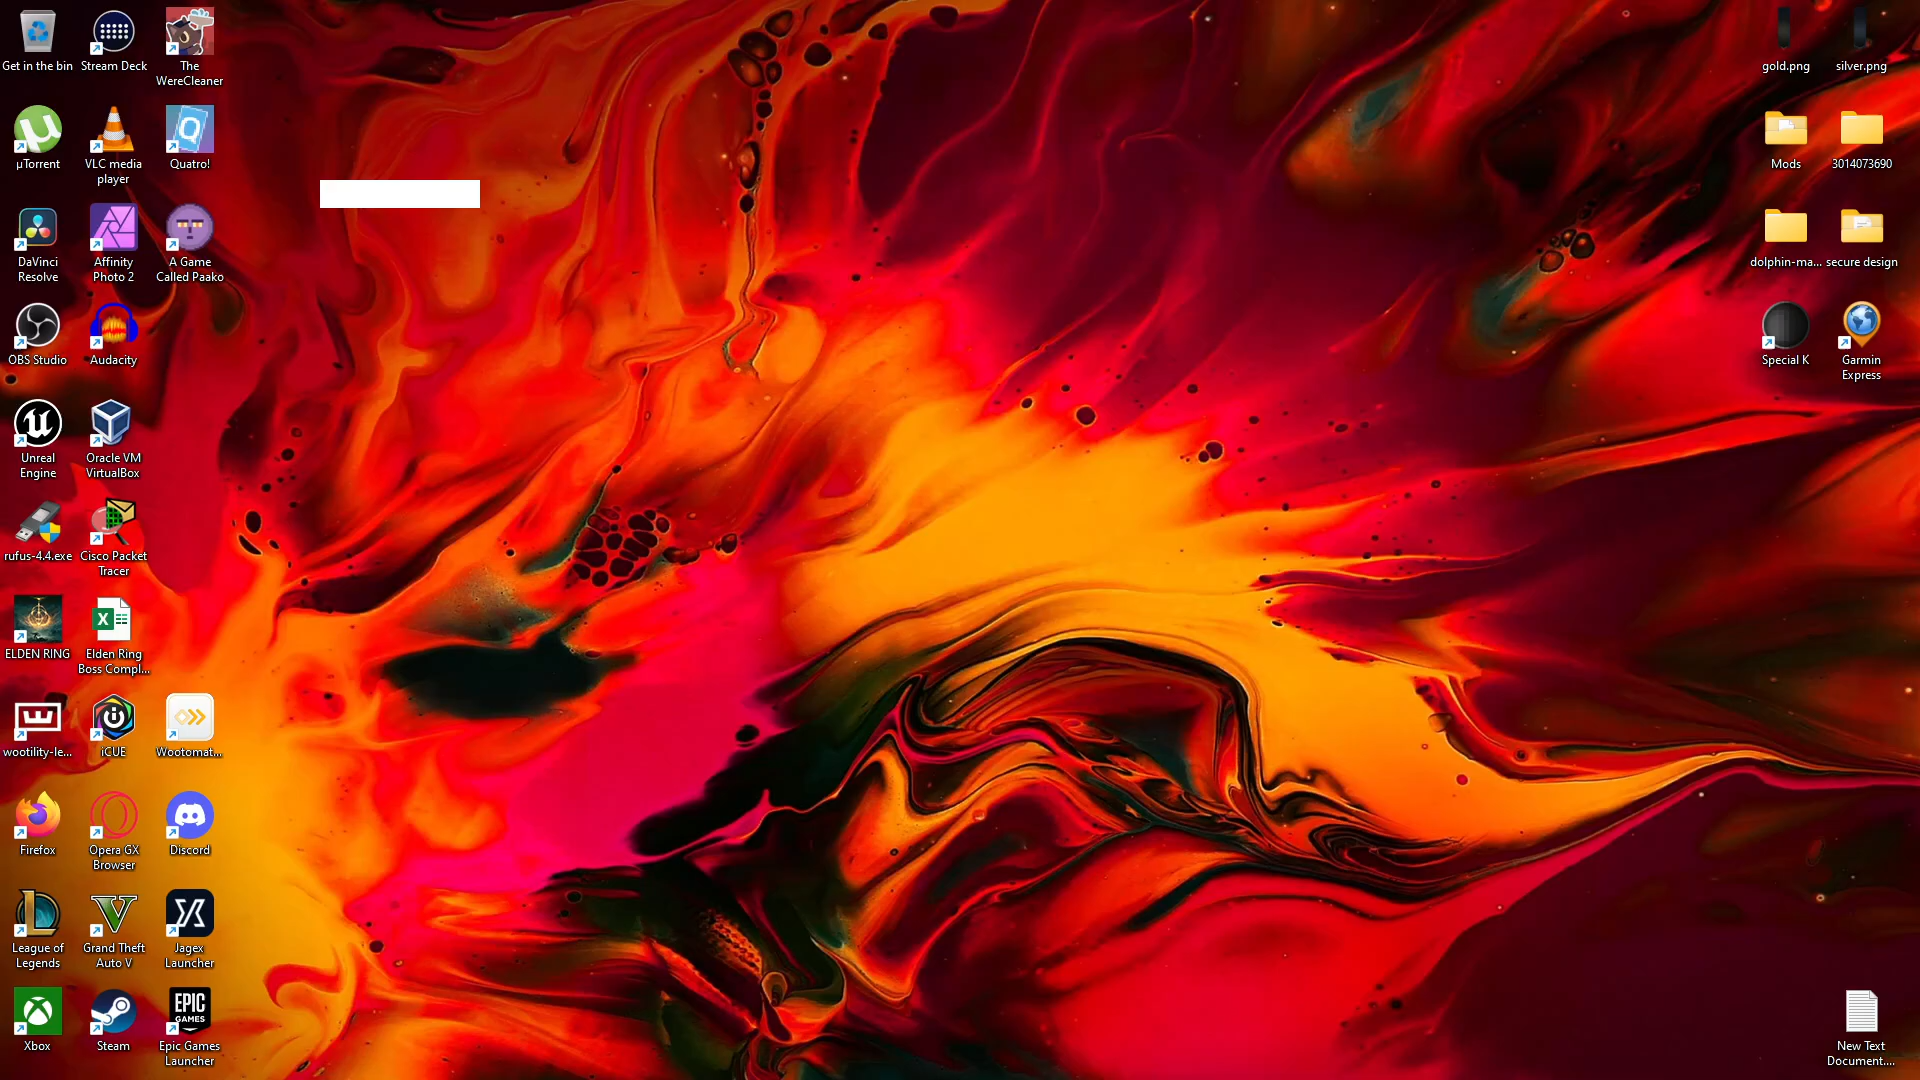 Get in the bin
Stream Deck
The
WereCleaner
µTorrent
VLC media
player
Quatro!
DaVinci
Resolve
Affinity
Photo 2
A Game
Called Paako
OBS Studio
Audacity
Unreal
Engine
Oracle VM
VirtualBox
rufus-4.4.exe
Cisco Packet
Tracer
ELDEN RING
Elden Ring
Boss Compl...
wootility-le...
iCUE
Wootomat...
Firefox
Opera GX
Browser
Discord
League of
Legends
Grand Theft
Auto V
Jagex
Launcher
Xbox
Steam
EPIC
GAMES
Epic Games
Launcher
gold.png
silver.png
Mods
3014073690
dolphin-ma...
secure design
Special K
Garmin
Express
New Text
Document....